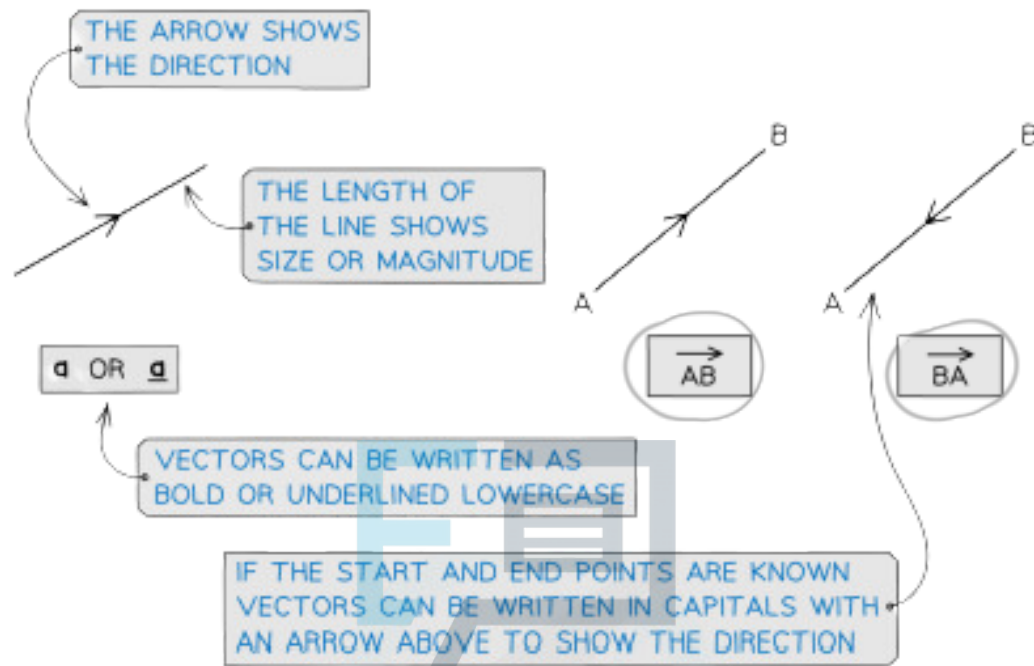 THE ARROW SHOWS
THE DIRECTION
THE LENGTH OF
THE LINE SHOWS
SIZE OR MAGNITUDE
B
A
AB
B
A
BA
a OR a
VECTORS CAN BE WRITTEN AS
BOLD OR UNDERLINED LOWERCASE
IF THE START AND END POINTS ARE KNOWN
VECTORS CAN BE WRITTEN IN CAPITALS WITH
AN ARROW ABOVE TO SHOW THE DIRECTION